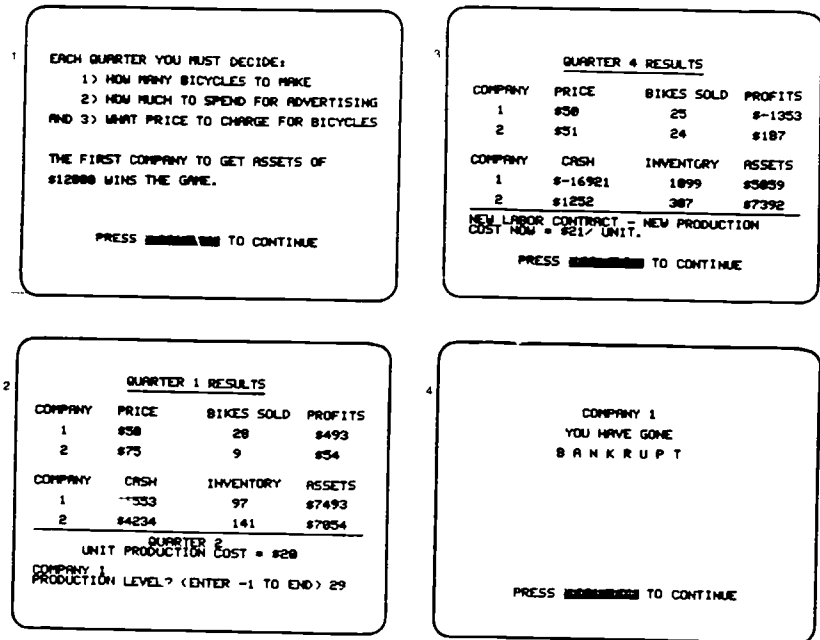 1
EACH QUARTER YOU MUST DECIDE:
1) HOW MANY BICYCLES TO MAKE
2) HOW MUCH TO SPEND FOR ADVERTISING
AND 3) WHAT PRICE TO CHARGE FOR BICYCLES
THE FIRST COMPANY TO GET ASSETS OF
$12000 WINS THE GAME.
PRESS TO CONTINUE
2
QUARTER 1 RESULTS
COMPANY PRICE BIKES SOLD PROFITS
1 $50 28 $493
2 $75 9 $54
COMPANY CASH INVENTORY ASSETS
1 97 $7493
2 $4234 141 $7054
QUARTER 2
UNIT PRODUCTION COST = $20
COMPANY 1
PRODUCTION LEVEL? (ENTER -1 TO END) 29
3
QUARTER 4 RESULTS
COMPANY PRICE BIKES SOLD PROFITS
1 $50 25 $-1353
2 $51 24 $187
COMPANY CASH INVENTORY ASSETS
1 $-16921 1099 $5059
2 $1252 307 $7392
NEW LABOR CONTRACT - NEW PRODUCTION
COST NOW = $21/ UNIT.
PRESS TO CONTINUE
4
COMPANY 1
YOU HAVE GONE
B A N K R U P T
PRESS TO CONTINUE